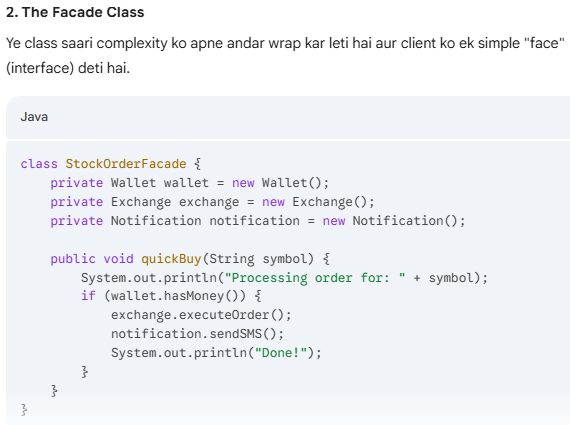 2. The Facade Class
Ye class saari complexity ko apne andar wrap kar leti hai aur client ko ek simple "face"
(interface) deti hai.
Java
class StockOrderFacade {
    private Wallet wallet = new Wallet();
    private Exchange exchange = new Exchange();
    private Notification notification = new Notification();

    public void quickBuy(String symbol) {
        System.out.println("Processing order for: " + symbol);
        if (wallet.hasMoney()) {
            exchange.executeOrder();
            notification.sendSMS();
            System.out.println("Done!");
        }
    }
}